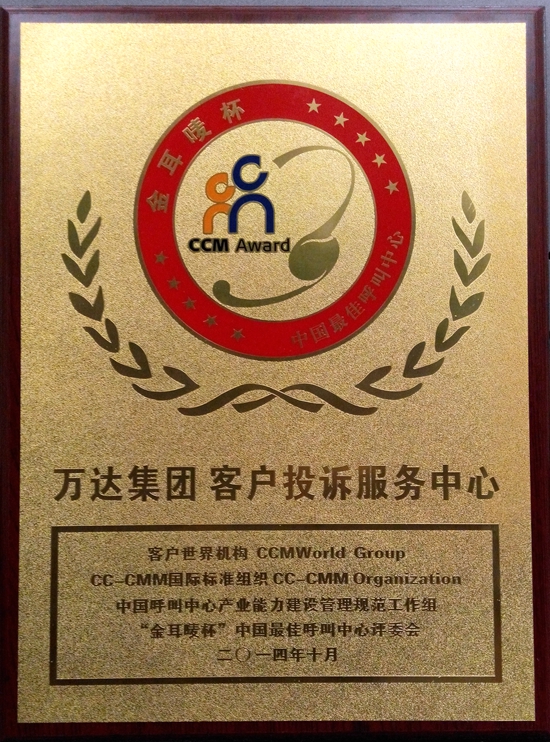 金耳唛杯
CCM Award
中国最佳呼叫中心
万达集团 客户投诉服务中心
客户世界机构 CCMWorld Group
CC-CMM国际标准组织 CC-CMM Organization
中国呼叫中心产业能力建设管理规范工作组
“金耳唛杯”中国最佳呼叫中心评委会
二〇一四年十月